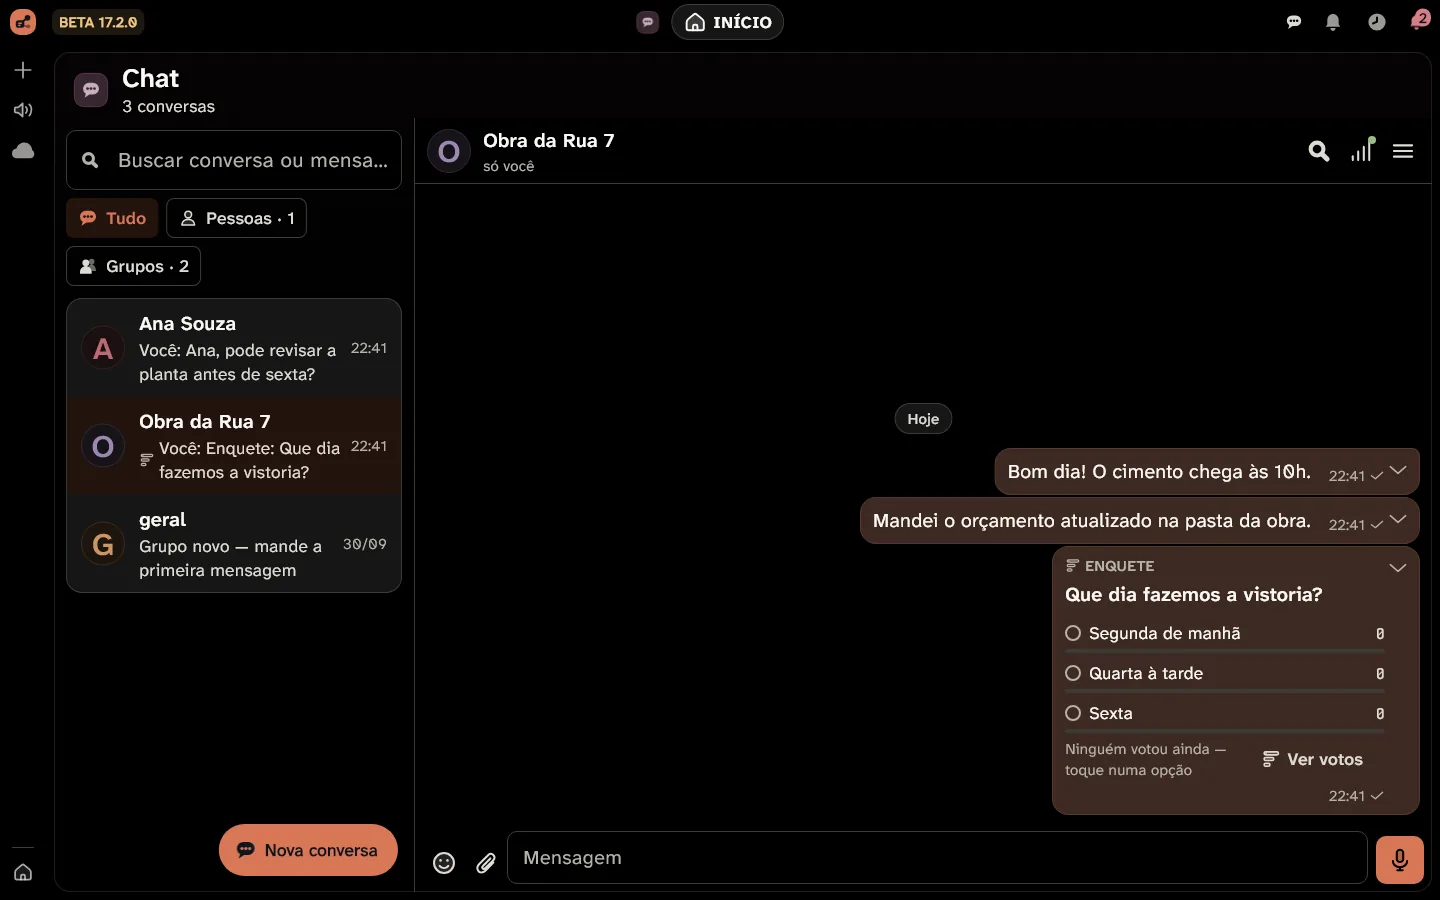 BETA 17.2.0
INÍCIO
2
Chat
3 conversas
Buscar conversa ou mensa...
Tudo
Pessoas · 1
Grupos · 2
A
Ana Souza
Você: Ana, pode revisar a
planta antes de sexta?
22:41
O
Obra da Rua 7
Você: Enquete: Que dia
fazemos a vistoria?
22:41
G
geral
Grupo novo — mande a
primeira mensagem
30/09
Nova conversa
O
Obra da Rua 7
só você
Hoje
Bom dia! O cimento chega às 10h. 22:41
Mandei o orçamento atualizado na pasta da obra. 22:41
ENQUETE
Que dia fazemos a vistoria?
Segunda de manhã 0
Quarta à tarde 0
Sexta 0
Ninguém votou ainda —
toque numa opção
Ver votos
22:41
Mensagem